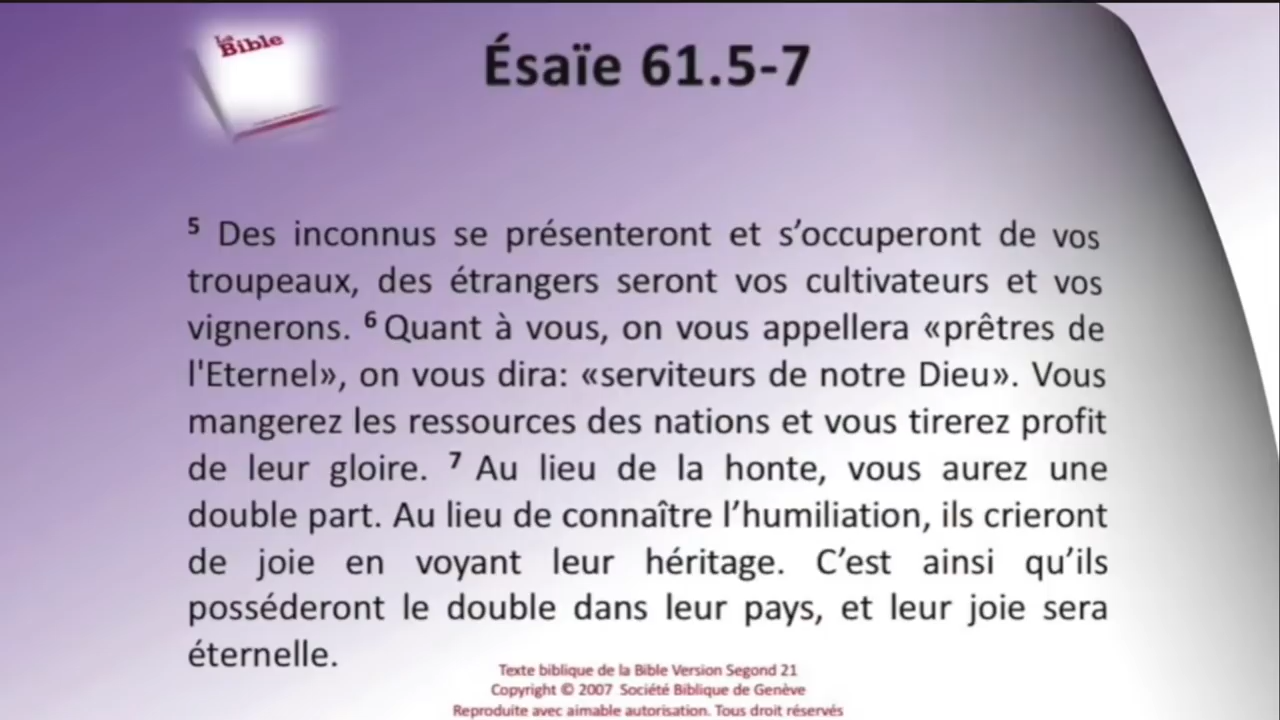 La
Bible
Ésaïe 61.5-7
5 Des inconnus se présenteront et s’occuperont de vos
troupeaux, des étrangers seront vos cultivateurs et vos
vignerons. 6 Quant à vous, on vous appellera «prêtres de
l'Eternel», on vous dira: «serviteurs de notre Dieu». Vous
mangerez les ressources des nations et vous tirerez profit
de leur gloire. 7 Au lieu de la honte, vous aurez une
double part. Au lieu de connaître l’humiliation, ils crieront
de joie en voyant leur héritage. C’est ainsi qu’ils
posséderont le double dans leur pays, et leur joie sera
éternelle.
Texte biblique de la Bible Version Segond 21
Copyright © 2007 Société Biblique de Genève
Reproduite avec aimable autorisation. Tous droit réservés